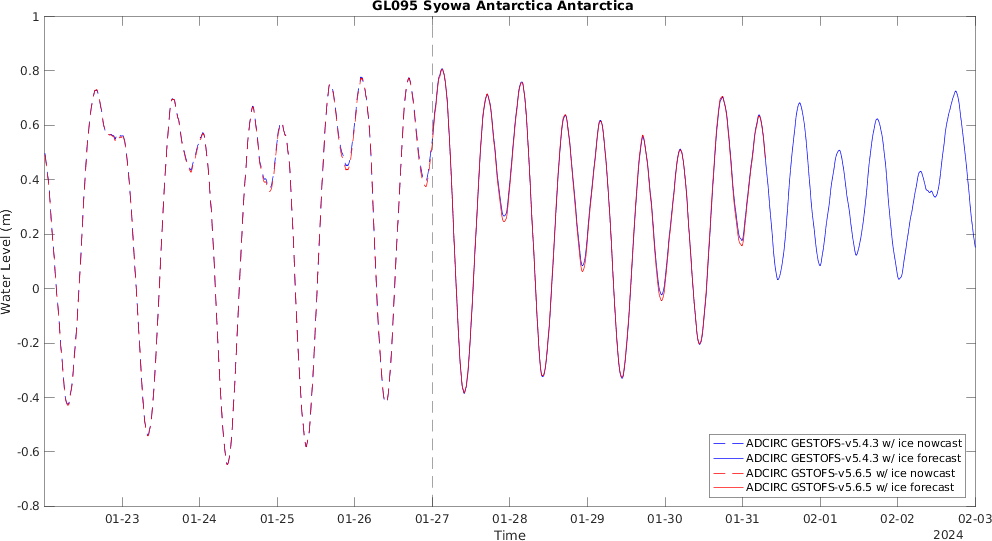 GL095 Syowa Antarctica Antarctica
1
0.8
0.6
0.4
0.2
0
-0.2
-0.4
-0.6
-0.8
Water Level (m)
ADCIRC GESTOFS-v5.4.3 w/ ice nowcast
ADCIRC GESTOFS-v5.4.3 w/ ice forecast
ADCIRC GSTOFS-v5.6.5 w/ ice nowcast
ADCIRC GSTOFS-v5.6.5 w/ ice forecast
01-23 01-24 01-25 01-26 01-27 01-28 01-29 01-30 01-31 02-01 02-02 02-03
Time
2024